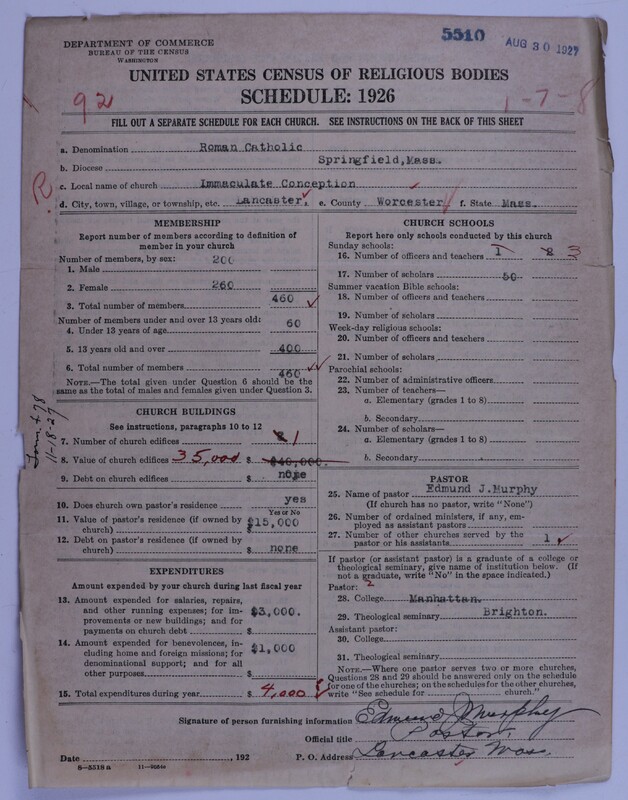 5510
AUG 30 1927
DEPARTMENT OF COMMERCE
BUREAU OF THE CENSUS
WASHINGTON
UNITED STATES CENSUS OF RELIGIOUS BODIES
SCHEDULE: 1926
92
1-7-8
FILL OUT A SEPARATE SCHEDULE FOR EACH CHURCH. SEE INSTRUCTIONS ON THE BACK OF THIS SHEET
a. Denomination Roman Catholic
b. Diocese Springfield, Mass.
R
c. Local name of church Immaculate Conception
d. City, town, village, or township, etc. Lancaster, e. County Worcester f. State Mass.
MEMBERSHIP
Report number of members according to definition of
member in your church
Number of members, by sex:
1. Male 200
2. Female 260
3. Total number of members 460
Number of members under and over 13 years old:
4. Under 13 years of age 60
5. 13 years old and over 400
6. Total number of members 460
NOTE.—The total given under Question 6 should be the
same as the total of males and females given under Question 3.
CHURCH BUILDINGS
See instructions, paragraphs 10 to 12
7. Number of church edifices 2 1
8. Value of church edifices 35,000 $ $40,000.
9. Debt on church edifices $ none
10. Does church own pastor's residence yes
Yes or No
11. Value of pastor's residence (if owned by
church) $ $15,000
12. Debt on pastor's residence (if owned by
church) $ none
11-18-27
EXPENDITURES
Amount expended by your church during last fiscal year
13. Amount expended for salaries, repairs,
and other running expenses; for im-
provements or new buildings; and for
payments on church debt $ $3,000.
14. Amount expended for benevolences, in-
cluding home and foreign missions; for
denominational support; and for all
other purposes $ $1,000
15. Total expenditures during year $ 4,000
CHURCH SCHOOLS
Report here only schools conducted by this church
Sunday schools:
16. Number of officers and teachers 1 2 3
17. Number of scholars 50
Summer vacation Bible schools:
18. Number of officers and teachers
19. Number of scholars
Week-day religious schools:
20. Number of officers and teachers
21. Number of scholars
Parochial schools:
22. Number of administrative officers
23. Number of teachers—
a. Elementary (grades 1 to 8)
b. Secondary
24. Number of scholars—
a. Elementary (grades 1 to 8)
b. Secondary
PASTOR
25. Name of pastor Edmund J. Murphy
(If church has no pastor, write "None")
26. Number of ordained ministers, if any, em-
ployed as assistant pastors
27. Number of other churches served by the
pastor or his assistants 1
If pastor (or assistant pastor) is a graduate of a college or
theological seminary, give name of institution below. (If
not a graduate, write "No" in the space indicated.)
Pastor: 2
28. College Manhattan.
29. Theological seminary Brighton.
Assistant pastor:
30. College
31. Theological seminary
NOTE.—Where one pastor serves two or more churches,
Questions 28 and 29 should be answered only on the schedule
for one of the churches; on the schedules for the other churches,
write "See schedule for church."
Signature of person furnishing information Edmund J Murphy
Official title Pastor,
Date , 192 P. O. Address Lancaster Mass.
8—5518 a 11—9084a